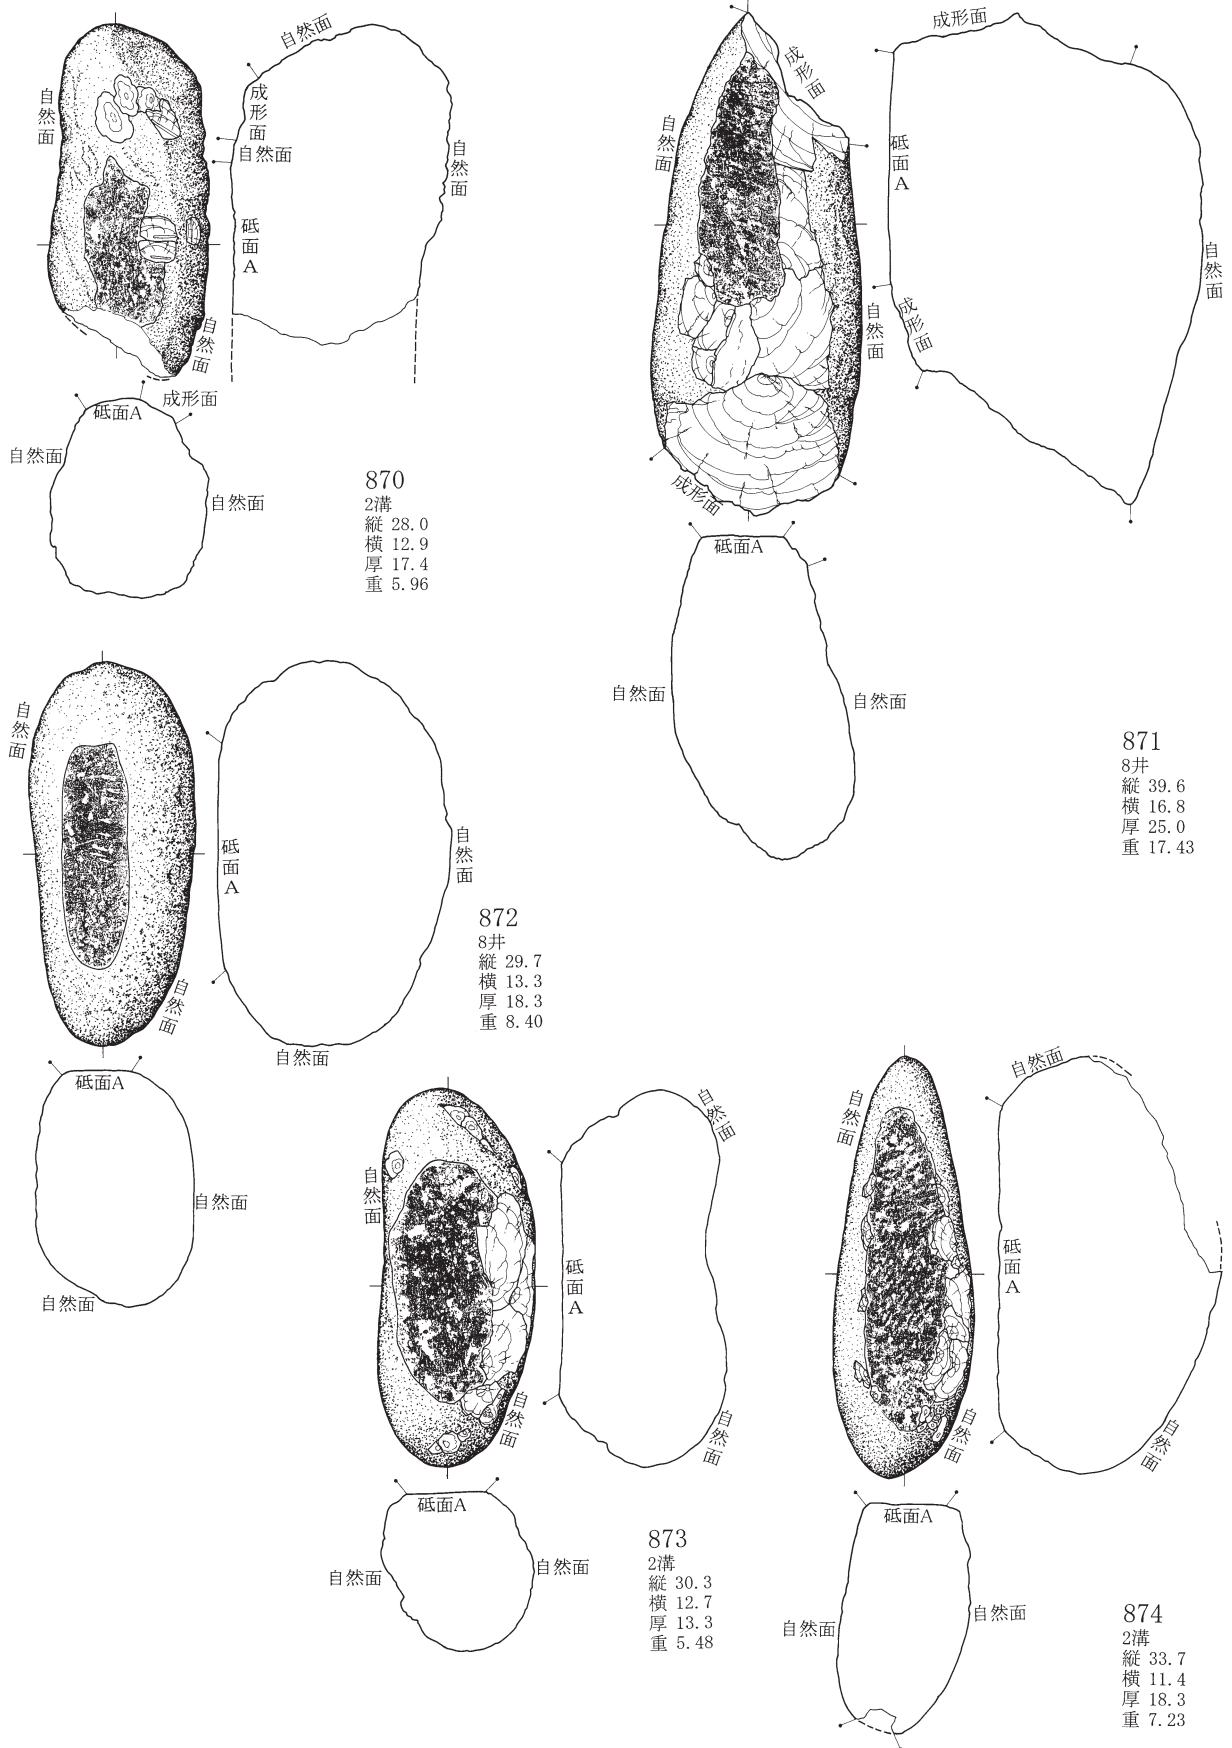 自然面
自然面
成形面
自然面
自然面
砥面A
自然面
砥面A
成形面
自然面
自然面
870
2溝
縦 28.0
横 12.9
厚 17.4
重 5.96
成形面
成形面
自然面
砥面A
自然面
成形面
自然面
成形面
砥面A
自然面
自然面
871
8井
縦 39.6
横 16.8
厚 25.0
重 17.43
自然面
砥面A
自然面
自然面
自然面
砥面A
自然面
自然面
872
8井
縦 29.7
横 13.3
厚 18.3
重 8.40
自然面
自然面
砥面A
自然面
自然面
砥面A
自然面
自然面
873
2溝
縦 30.3
横 12.7
厚 13.3
重 5.48
自然面
自然面
砥面A
自然面
自然面
砥面A
自然面
自然面
874
2溝
縦 33.7
横 11.4
厚 18.3
重 7.23